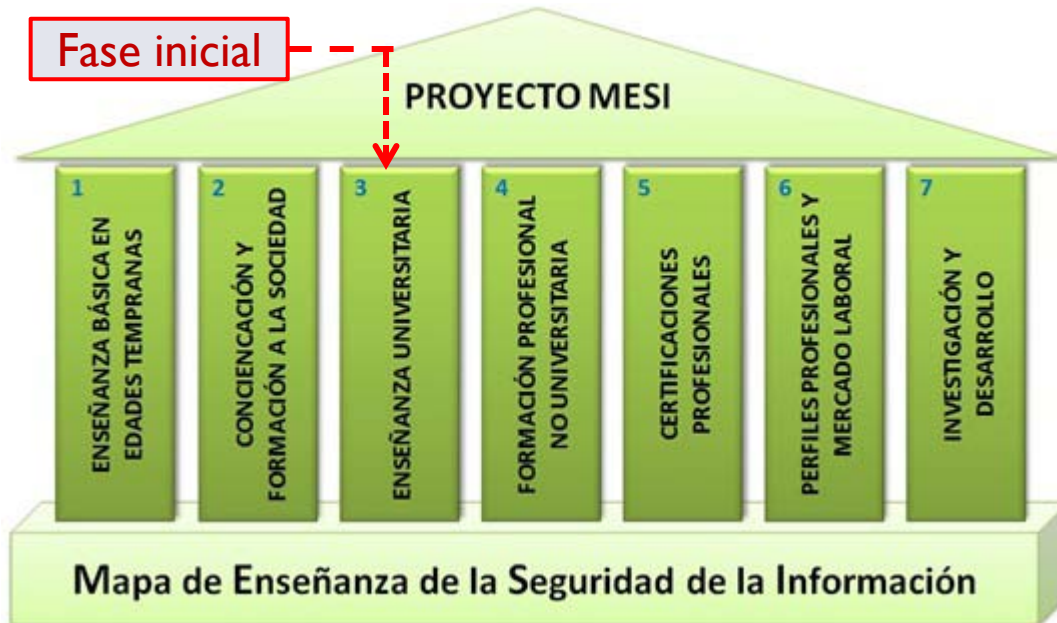 Fase inicial
PROYECTO MESI
1
ENSEÑANZA BÁSICA EN
EDADES TEMPRANAS
2
CONCIENCACIÓN Y
FORMACIÓN A LA SOCIEDAD
3
ENSEÑANZA UNIVERSITARIA
4
FORMACIÓN PROFESIONAL
NO UNIVERSITARIA
5
CERTIFICACIONES
PROFESIONALES
6
PERFILES PROFESIONALES Y
MERCADO LABORAL
7
INVESTIGACIÓN Y
DESARROLLO
Mapa de Enseñanza de la Seguridad de la Información